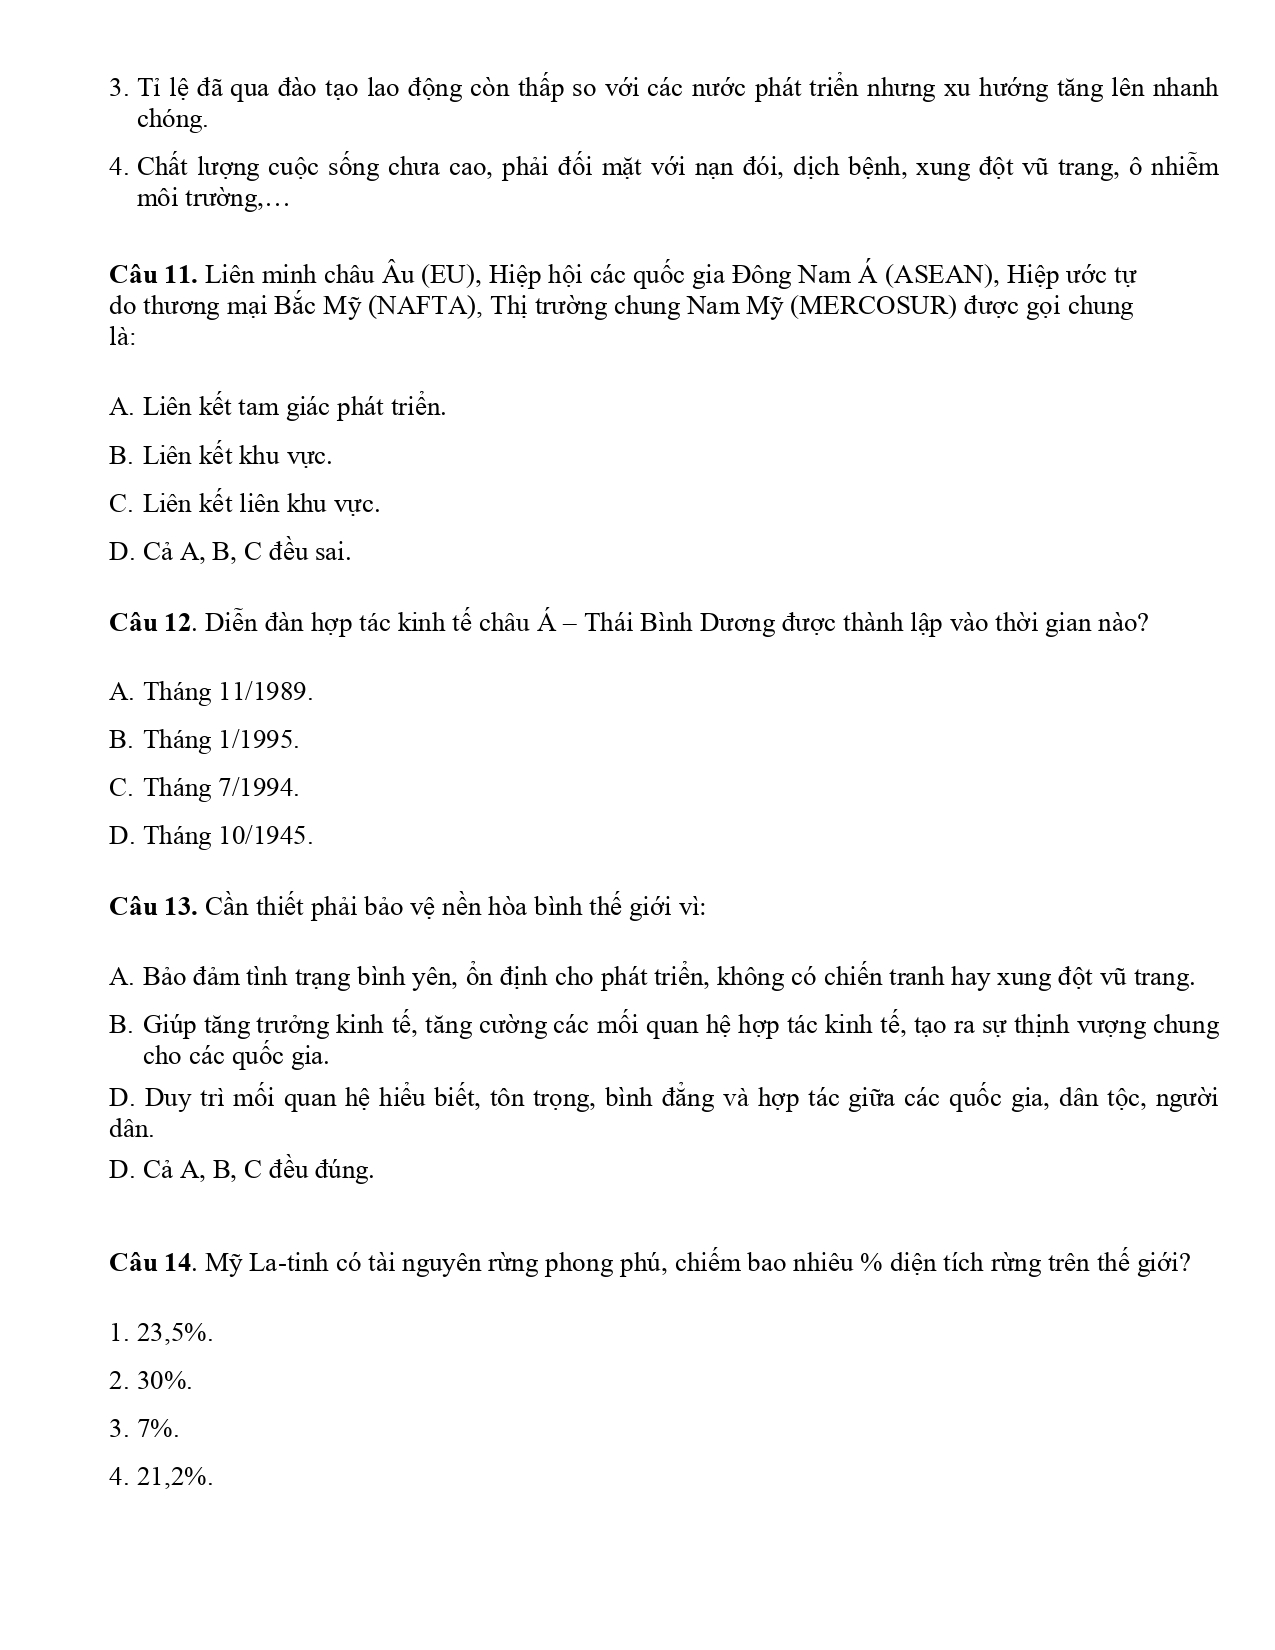 3. Tỉ lệ đã qua đào tạo lao động còn thấp so với các nước phát triển nhưng xu hướng tăng lên nhanh
chóng.
4. Chất lượng cuộc sống chưa cao, phải đối mặt với nạn đói, dịch bệnh, xung đột vũ trang, ô nhiễm
môi trường,…
Câu 11. Liên minh châu Âu (EU), Hiệp hội các quốc gia Đông Nam Á (ASEAN), Hiệp ước tự
do thương mại Bắc Mỹ (NAFTA), Thị trường chung Nam Mỹ (MERCOSUR) được gọi chung
là:
A. Liên kết tam giác phát triển.
B. Liên kết khu vực.
C. Liên kết liên khu vực.
D. Cả A, B, C đều sai.
Câu 12. Diễn đàn hợp tác kinh tế châu Á – Thái Bình Dương được thành lập vào thời gian nào?
A. Tháng 11/1989.
B. Tháng 1/1995.
C. Tháng 7/1994.
D. Tháng 10/1945.
Câu 13. Cần thiết phải bảo vệ nền hòa bình thế giới vì:
A. Bảo đảm tình trạng bình yên, ổn định cho phát triển, không có chiến tranh hay xung đột vũ trang.
B. Giúp tăng trưởng kinh tế, tăng cường các mối quan hệ hợp tác kinh tế, tạo ra sự thịnh vượng chung
cho các quốc gia.
D. Duy trì mối quan hệ hiểu biết, tôn trọng, bình đẳng và hợp tác giữa các quốc gia, dân tộc, người
dân.
D. Cả A, B, C đều đúng.
Câu 14. Mỹ La-tinh có tài nguyên rừng phong phú, chiếm bao nhiêu % diện tích rừng trên thế giới?
1. 23,5%.
2. 30%.
3. 7%.
4. 21,2%.